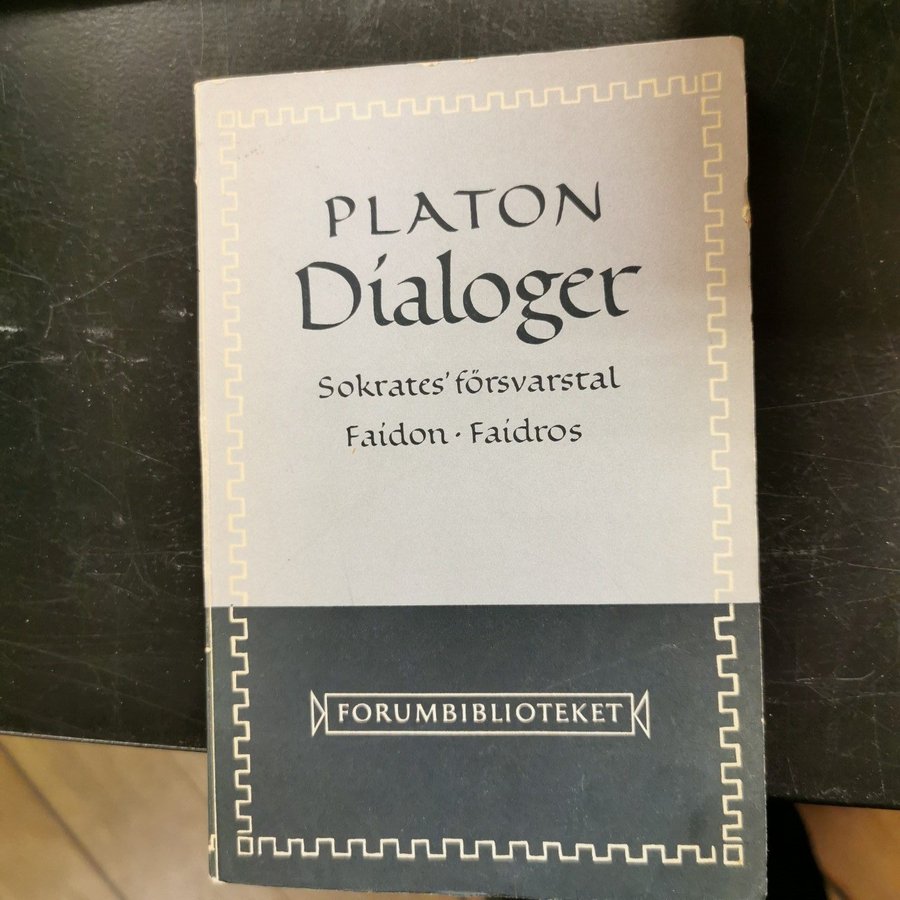 PLATON
Dialoger
Sokrates' försvarstal
Faidon · Faidros
FORUMBIBLIOTEKET